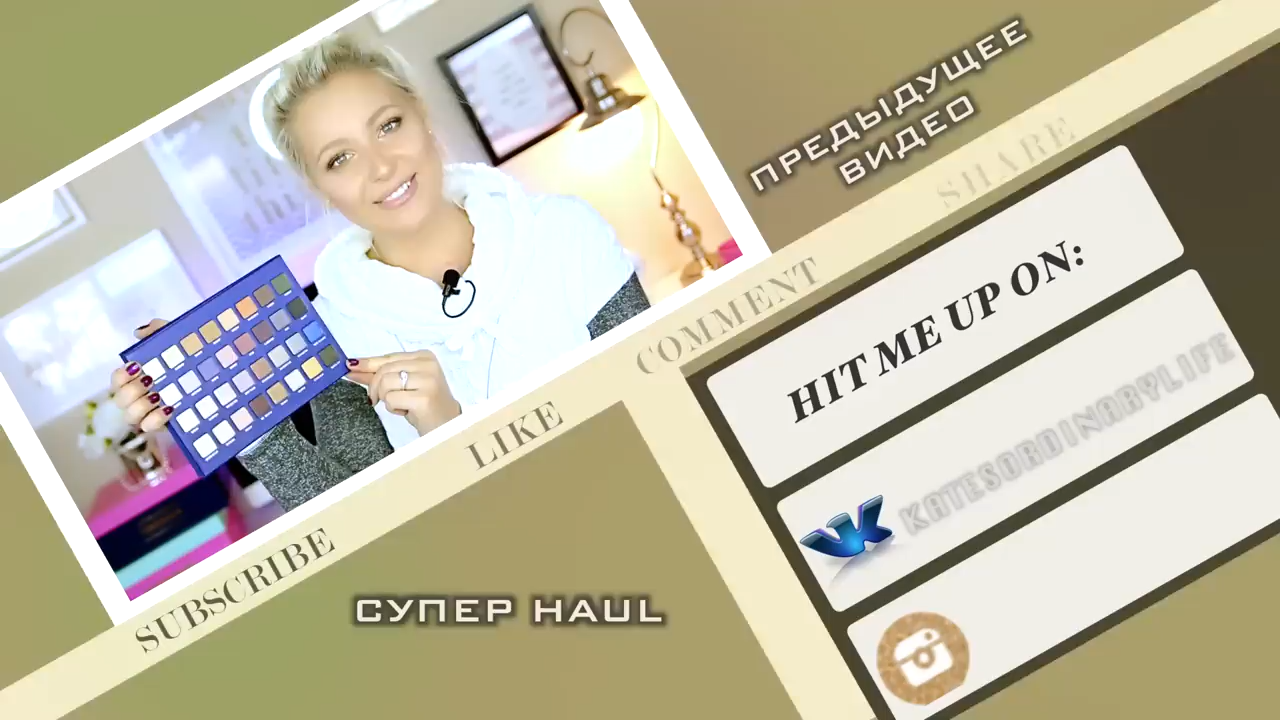 ПРЕДЫДУЩЕЕ
ВИДЕО
SHARE
COMMENT
LIKE
SUBSCRIBE
HIT ME UP ON:
KATESORDINARYLIFE
СУПЕР HAUL